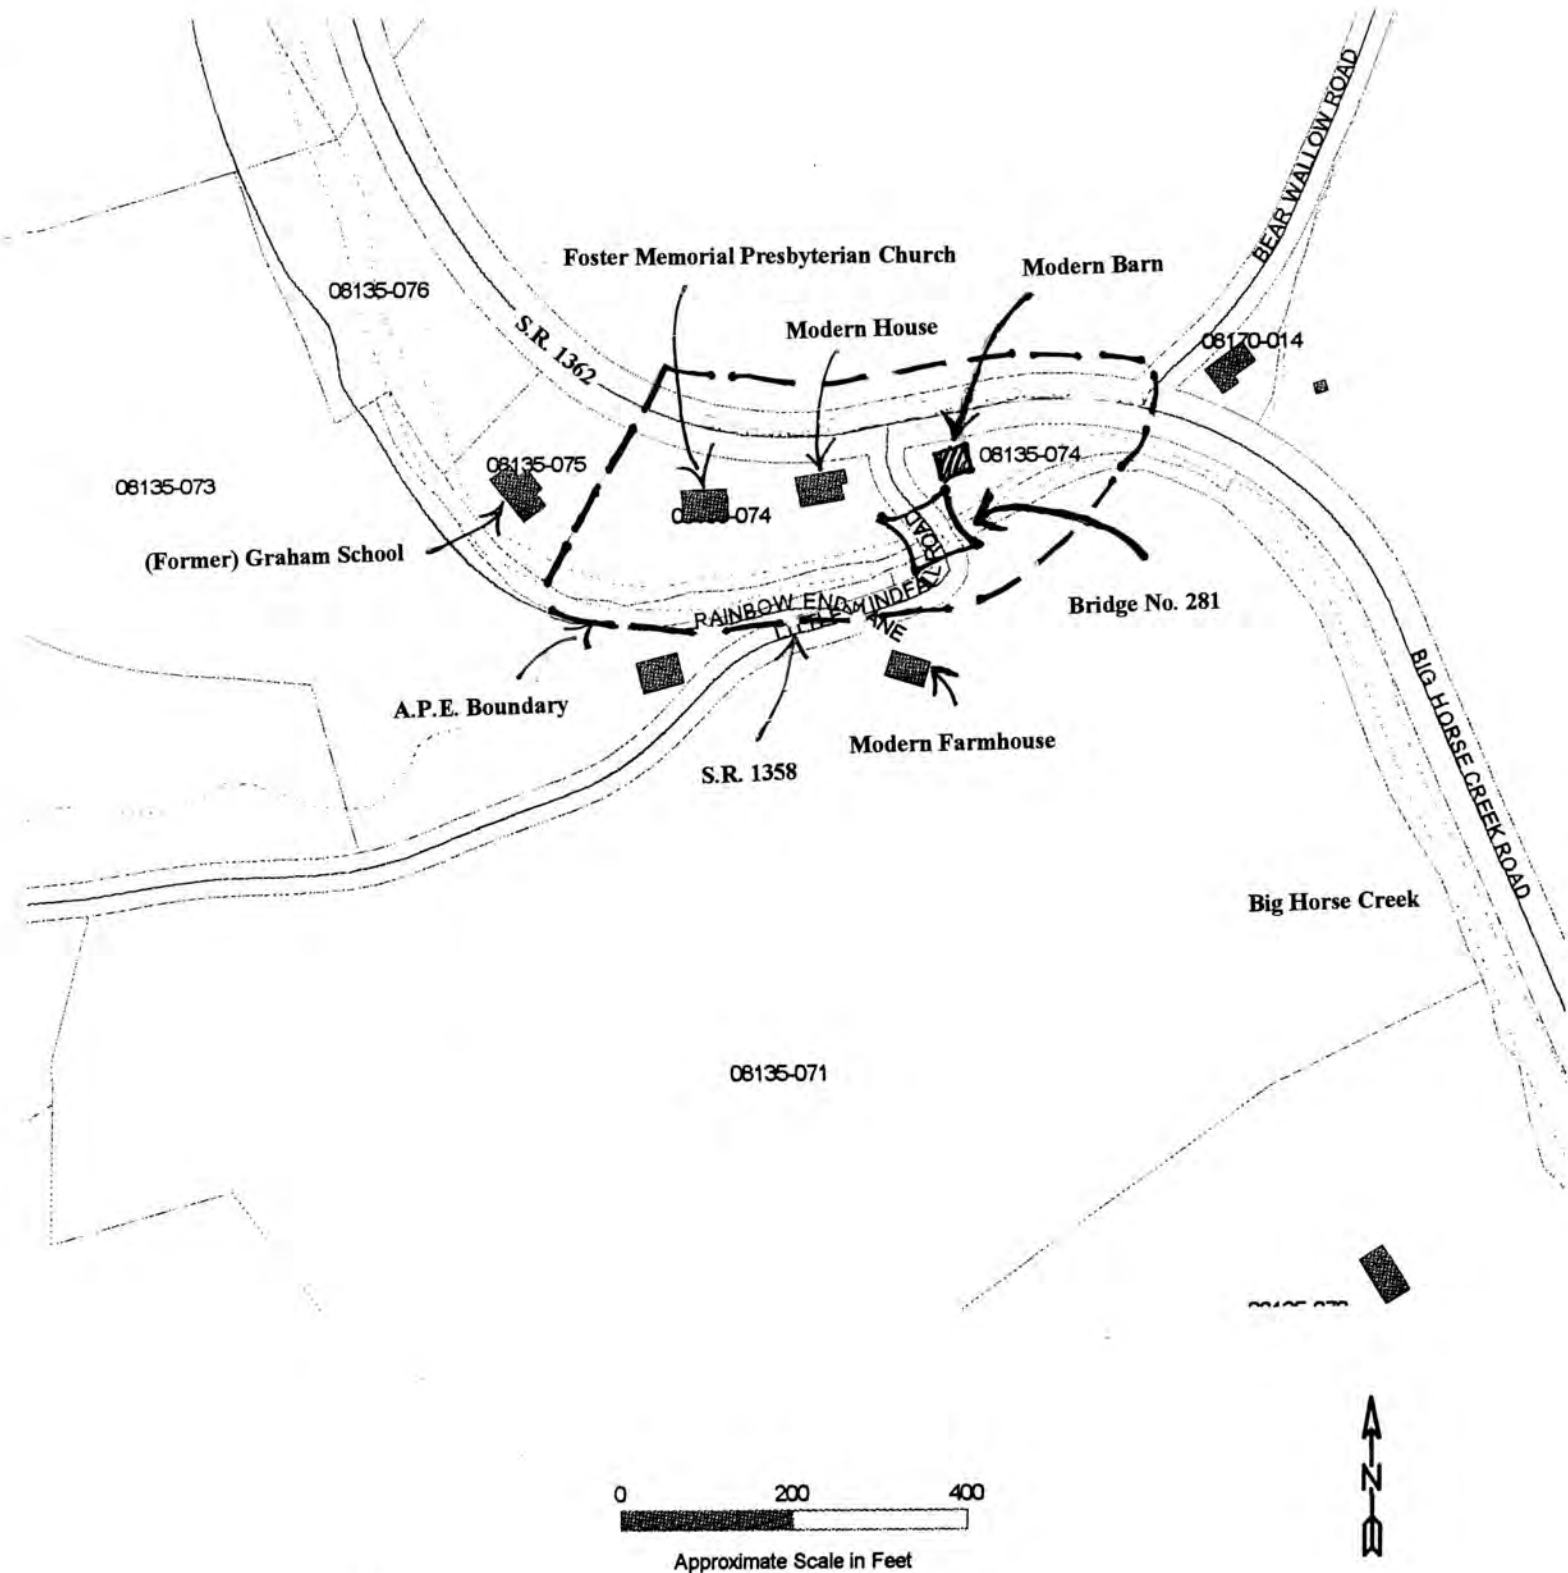 BEAR WALLOW ROAD
Foster Memorial Presbyterian Church
Modern Barn
08135-076
Modern House
S.R. 1362
08170-014
08135-075
08135-074
08135-073
074
(Former) Graham School
ROAD
RAINBOW END LANE
LITTLE WINDFALL
Bridge No. 281
A.P.E. Boundary
Modern Farmhouse
S.R. 1358
BIG HORSE CREEK ROAD
Big Horse Creek
08135-071
N
0 200 400
Approximate Scale in Feet